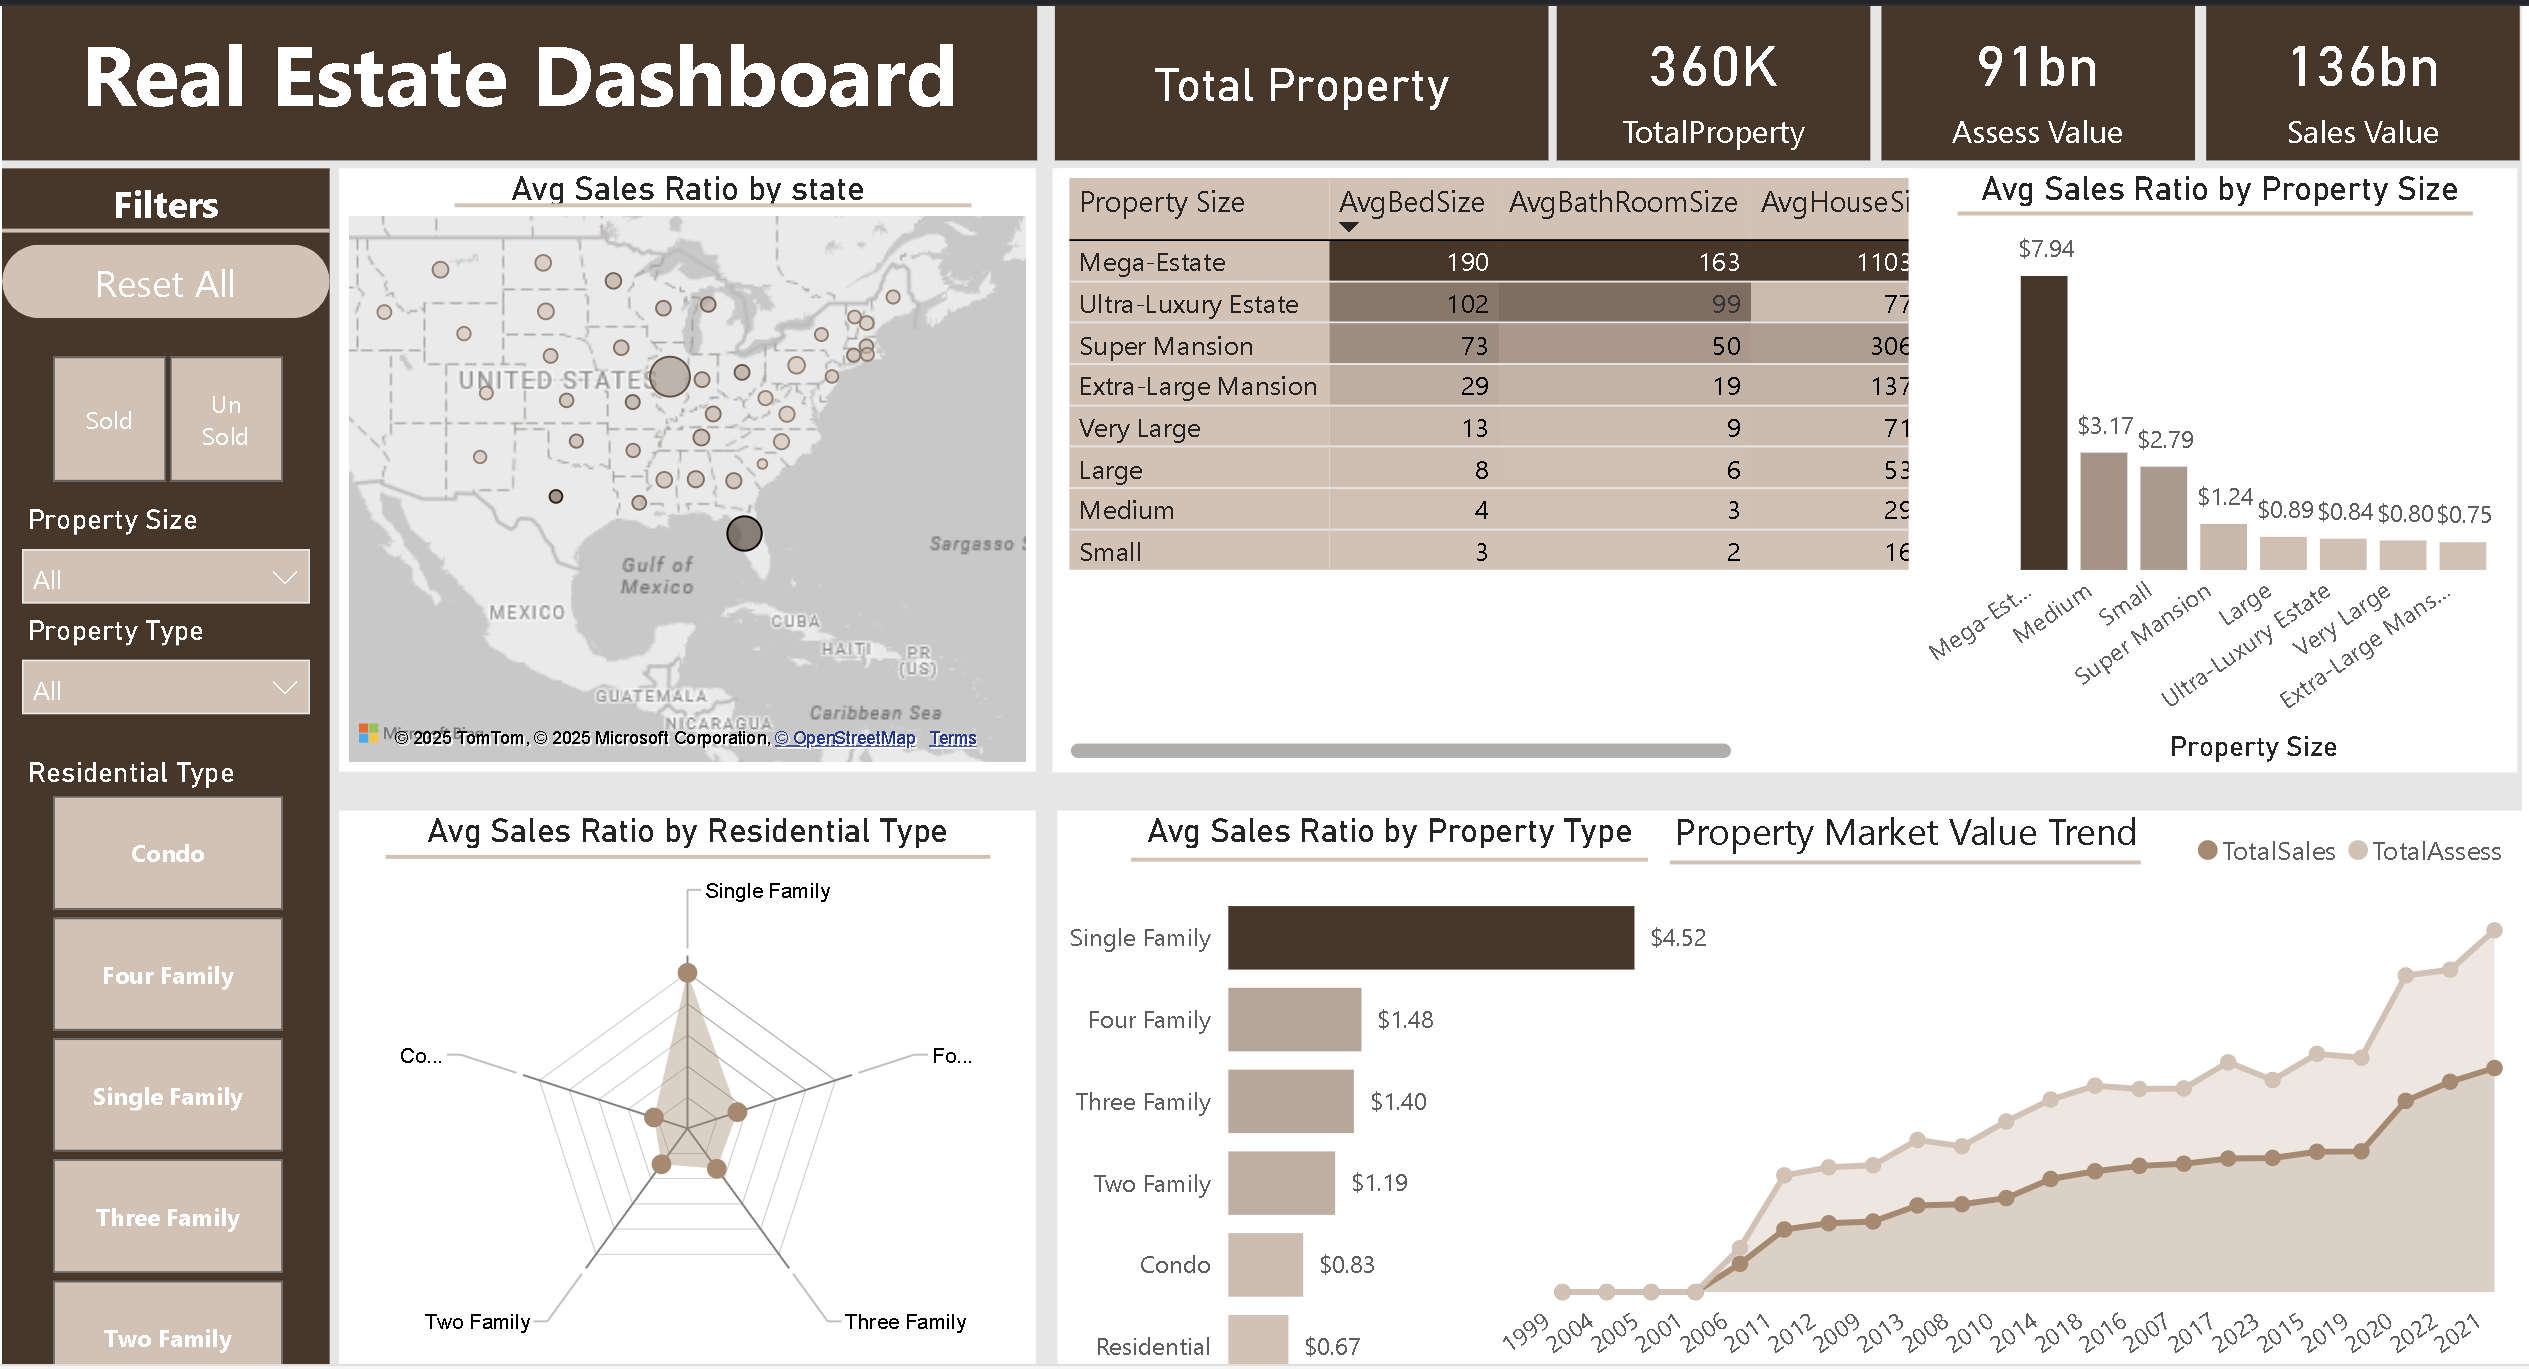 Real Estate Dashboard
Total Property
360K
TotalProperty
91bn
Assess Value
136bn
Sales Value
Filters
Reset All
Sold
Un
Sold
Property Size
All
Property Type
All
Residential Type
Condo
Four Family
Single Family
Three Family
Two Family
Avg Sales Ratio by state
UNITED STATES
Gulf of
Mexico
Sargasso
MEXICO
CUBA
HAITI
PR
(US)
GUATEMALA
Caribbean Sea
NICARAGUA
© 2025 TomTom, © 2025 Microsoft Corporation, © OpenStreetMap Terms
Property Size AvgBedSize AvgBathRoomSize AvgHouseSi
Mega-Estate 190 163 1103
Ultra-Luxury Estate 102 99 77
Super Mansion 73 50 306
Extra-Large Mansion 29 19 137
Very Large 13 9 71
Large 8 6 53
Medium 4 3 29
Small 3 2 16
Avg Sales Ratio by Property Size
$7.94
$3.17
$2.79
$1.24
$0.89
$0.84
$0.80
$0.75
Mega-Est...
Medium
Small
Super Mansion
Large
Ultra-Luxury Estate
Very Large
Extra-Large Mans...
Property Size
Avg Sales Ratio by Residential Type
Single Family
Co...
Fo...
Two Family
Three Family
Avg Sales Ratio by Property Type
Single Family $4.52
Four Family $1.48
Three Family $1.40
Two Family $1.19
Condo $0.83
Residential $0.67
Property Market Value Trend
TotalSales TotalAssess
1999 2004 2005 2001 2006 2011 2012 2009 2013 2008 2010 2014 2018 2016 2007 2017 2023 2015 2019 2020 2022 2021